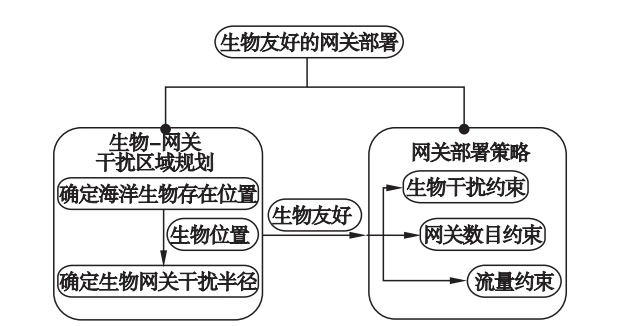 生物友好的网关部署
生物-网关
干扰区域规划
确定海洋生物存在位置
生物位置
确定生物网关干扰半径
生物友好
网关部署策略
生物干扰约束
网关数目约束
流量约束